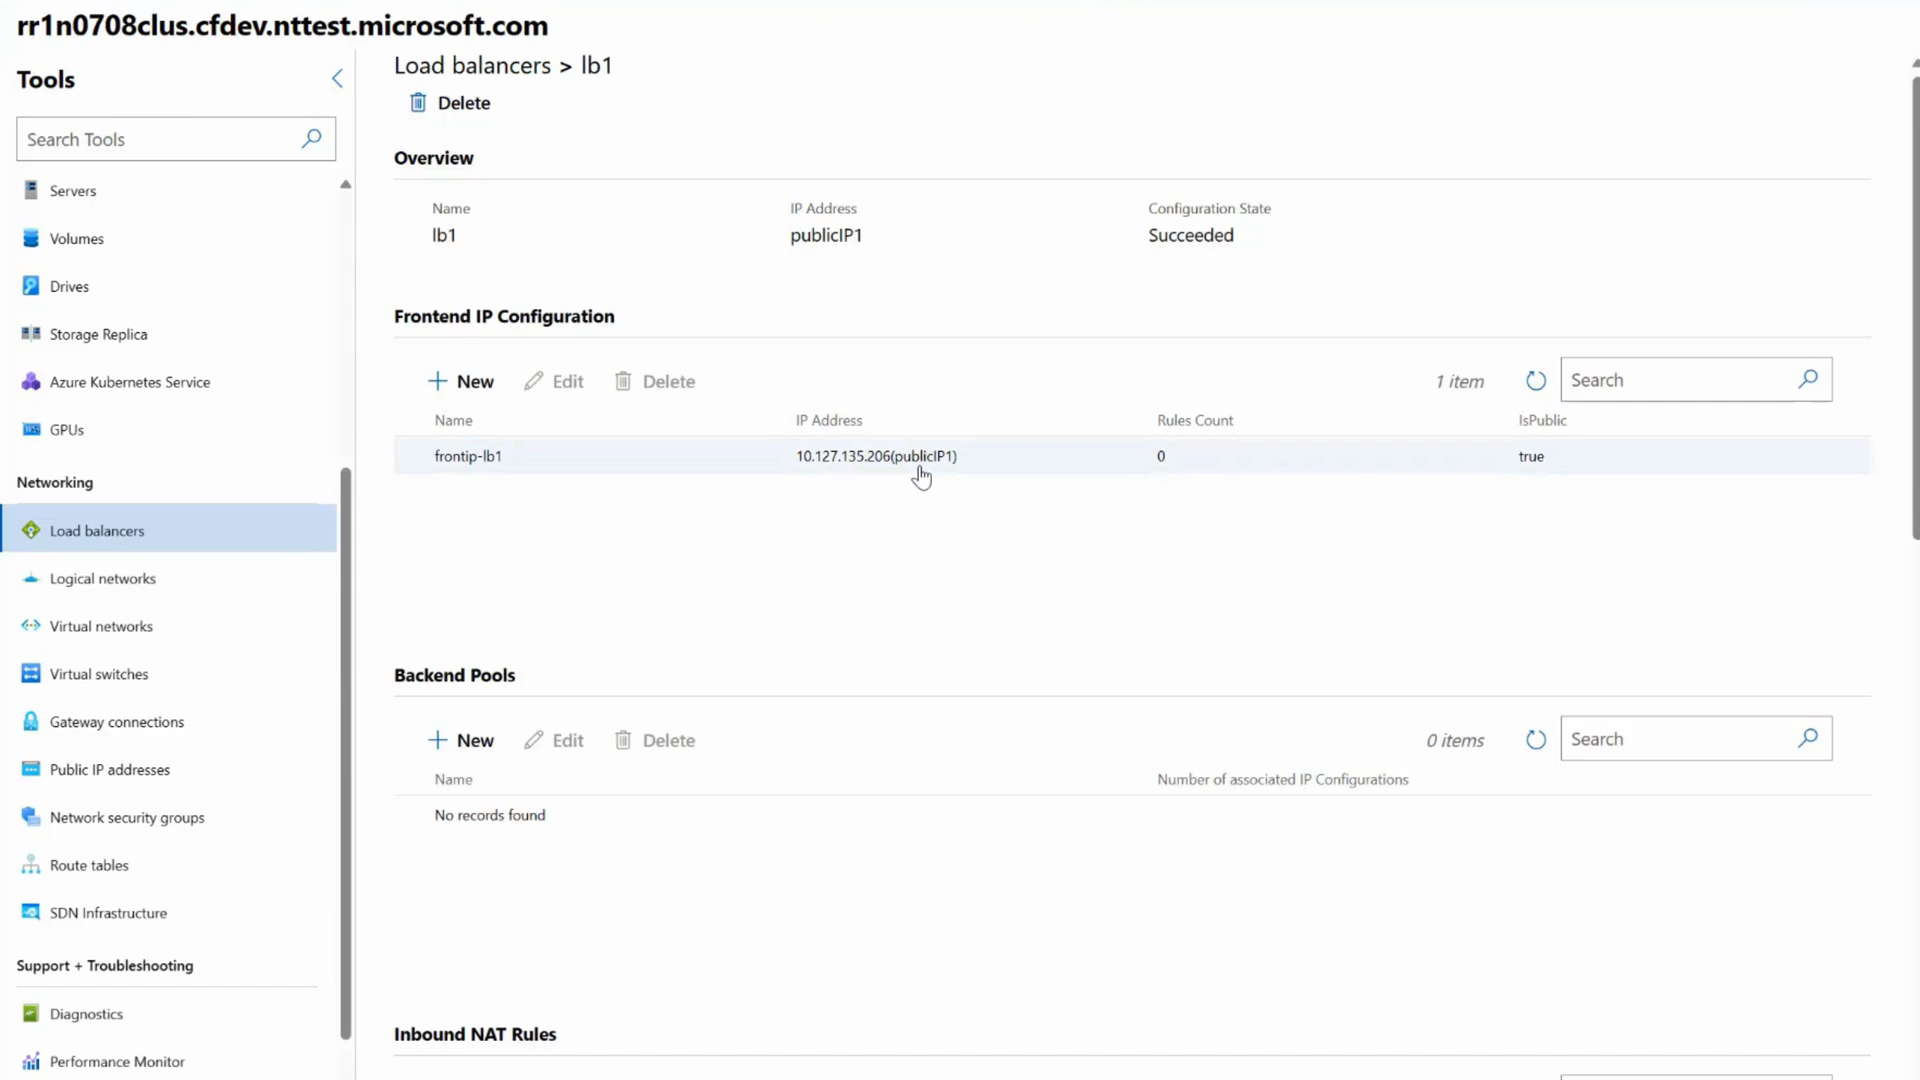 rr1n0708clus.cfdev.nttest.microsoft.com
Tools
Search Tools
Servers
Volumes
Drives
Storage Replica
Azure Kubernetes Service
GPUs
Networking
Load balancers
Logical networks
Virtual networks
Virtual switches
Gateway connections
Public IP addresses
Network security groups
Route tables
SDN Infrastructure
Support + Troubleshooting
Diagnostics
Performance Monitor
Load balancers > lb1
Delete
Overview
Name IP Address Configuration State
lb1 publicIP1 Succeeded
Frontend IP Configuration
New Edit Delete 1 item Search
Name IP Address Rules Count IsPublic
frontip-lb1 10.127.135.206(publicIP1) 0 true
Backend Pools
New Edit Delete 0 items Search
Name Number of associated IP Configurations
No records found
Inbound NAT Rules